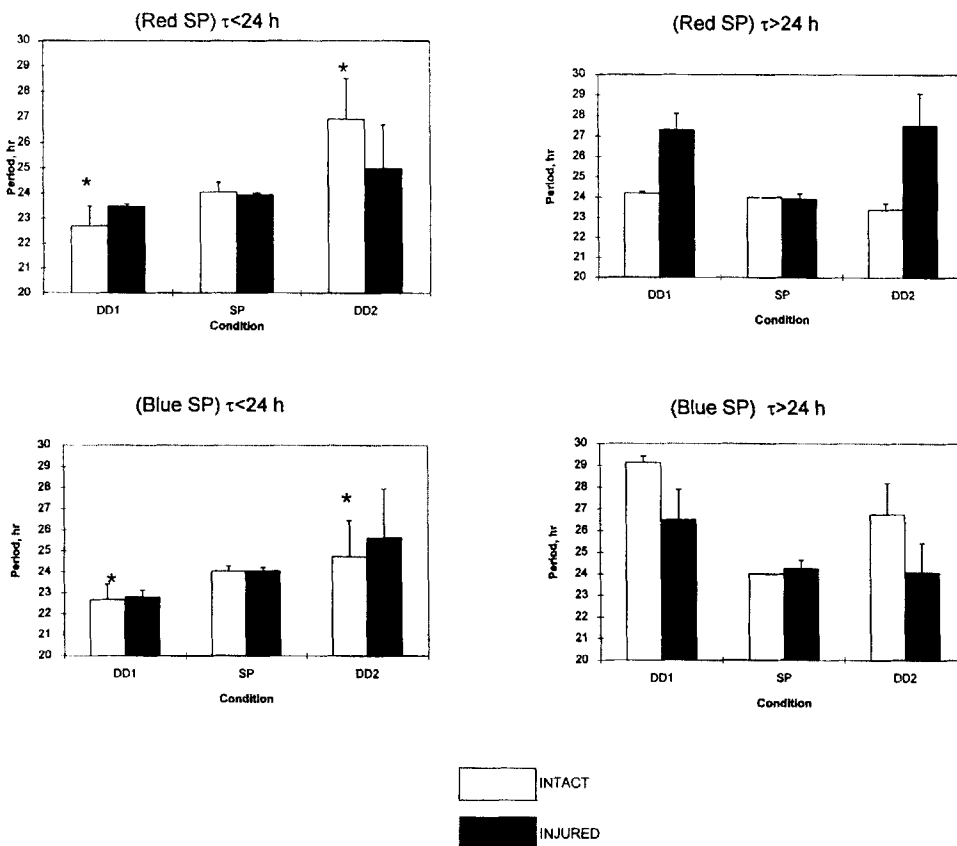 (Red SP) τ<24 h
30
29
28
27
26
25
24
23
22
21
20
Period, hr
*
*
DD1
SP
DD2
Condition
(Red SP) τ>24 h
30
29
28
27
26
25
24
23
22
21
20
Period, hr
DD1
SP
DD2
Condition
(Blue SP) τ<24 h
30
29
28
27
26
25
24
23
22
21
20
Period, hr
*
*
DD1
SP
DD2
Condition
(Blue SP) τ>24 h
30
29
28
27
26
25
24
23
22
21
20
Period, hr
DD1
SP
DD2
Condition
INTACT
INJURED